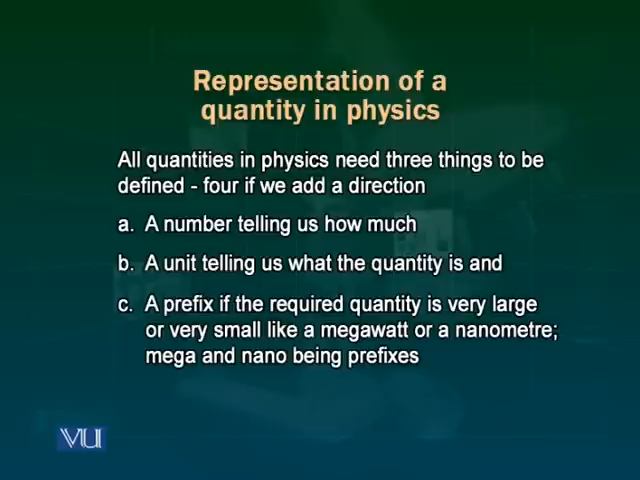 Representation of a
quantity in physics
All quantities in physics need three things to be
defined - four if we add a direction
a. A number telling us how much
b. A unit telling us what the quantity is and
c. A prefix if the required quantity is very large
or very small like a megawatt or a nanometre;
mega and nano being prefixes
VU